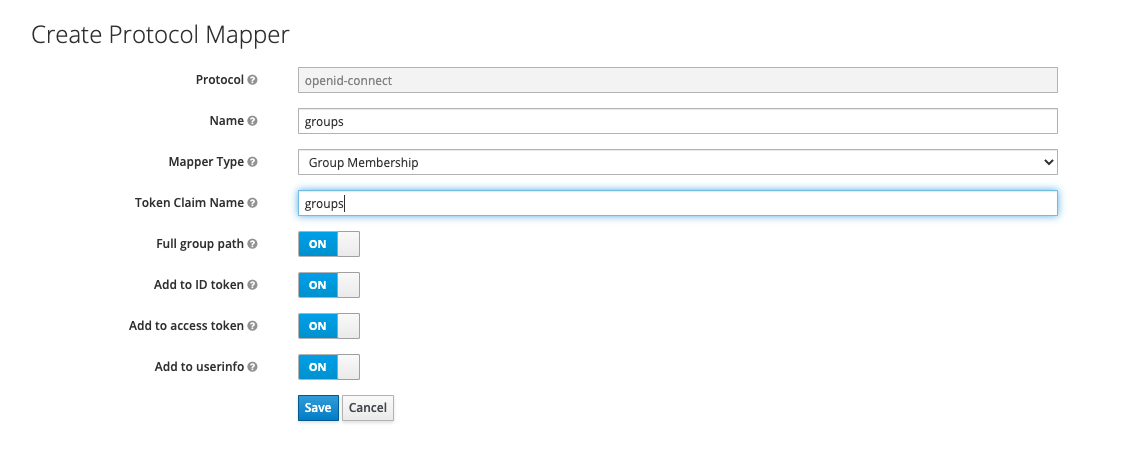 Create Protocol Mapper
Protocol
openid-connect
Name
groups
Mapper Type
Group Membership
Token Claim Name
groups
Full group path
ON
Add to ID token
ON
Add to access token
ON
Add to userinfo
ON
Save Cancel